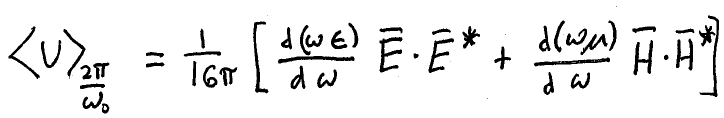 ⟨U⟩_{2π/ω₀} = 1/16π [ d(ωϵ)/dω E̅·E̅* + d(ωμ)/dω H̅·H̅* ]